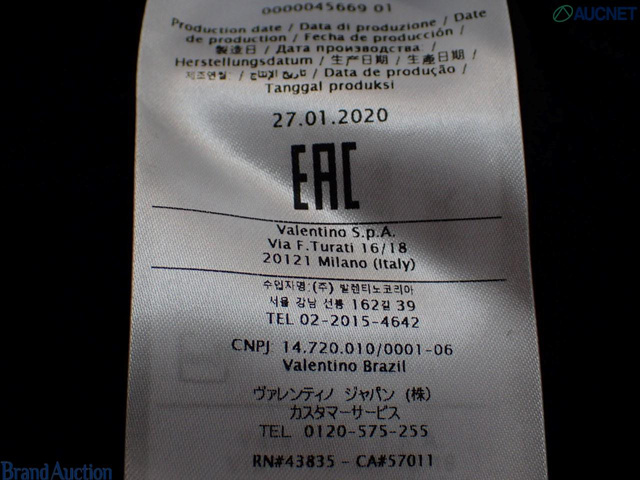 0000045669 01
AUCNET
Production date / Data di produzione / Date
de production / Fecha de producción /
製造日 / Дата производства: /
Herstellungsdatum / 生产日期 / 生產日期 /
제조연월: / / Data de produção /
Tanggal produksi
27.01.2020
EAC
Valentino S.p.A.
Via F.Turati 16/18
20121 Milano (Italy)
수입자명:(주) 발렌티노코리아
서울 강남 선릉 162길 39
TEL 02-2015-4642
CNPJ: 14.720.010/0001-06
Valentino Brazil
ヴァレンティノ ジャパン (株)
カスタマーサービス
TEL. 0120-575-255
RN#43835 - CA#57011
Brand Auction